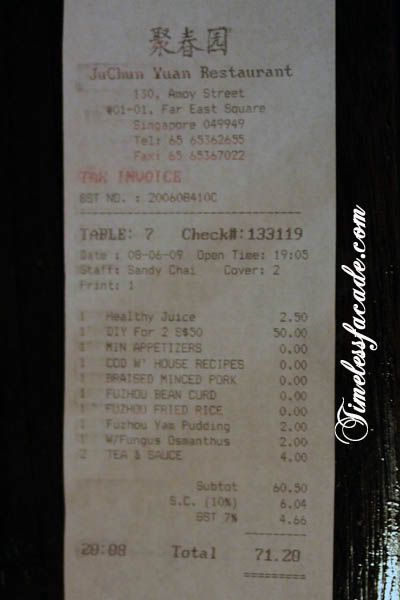 聚春园
JuChun Yuan Restaurant
130, Amoy Street
#01-01, Far East Square
Singapore 049949
Tel: 65 65362655
Fax: 65 65367022
TAX INVOICE
GST NO. : 200608410C
TABLE: 7 Check#: 133119
Date : 08-06-09 Open Time: 19:05
Staff: Sandy Chai Cover: 2
Print: 1
1 Healthy Juice 2.50
1 DIY For 2 S$50 50.00
1 MIN APPETIZERS 0.00
1 COD W' HOUSE RECIPES 0.00
1 BRAISED MINCED PORK 0.00
1 FUZHOU BEAN CURD 0.00
1 FUZHOU FRIED RICE 0.00
1 Fuzhou Yam Pudding 2.00
1 W/Fungus Osmanthus 2.00
2 TEA & SAUCE 4.00
Subtot 60.50
S.C. (10%) 6.04
GST 7% 4.66
20:08 Total 71.20
Timelessfacade.com